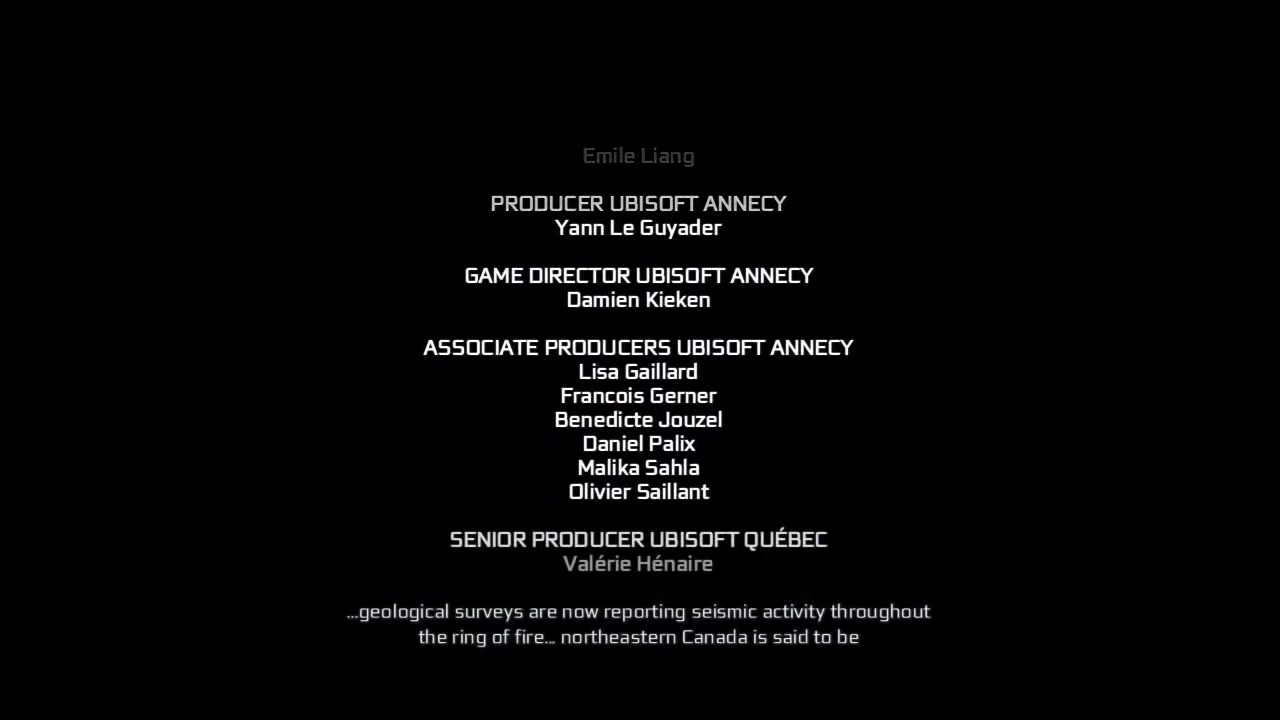 Emile Liang
PRODUCER UBISOFT ANNECY
Yann Le Guyader
GAME DIRECTOR UBISOFT ANNECY
Damien Kieken
ASSOCIATE PRODUCERS UBISOFT ANNECY
Lisa Gaillard
Francois Gerner
Benedicte Jouzel
Daniel Palix
Malika Sahla
Olivier Saillant
SENIOR PRODUCER UBISOFT QUÉBEC
Valérie Hénaire
...geological surveys are now reporting seismic activity throughout
the ring of fire... northeastern Canada is said to be